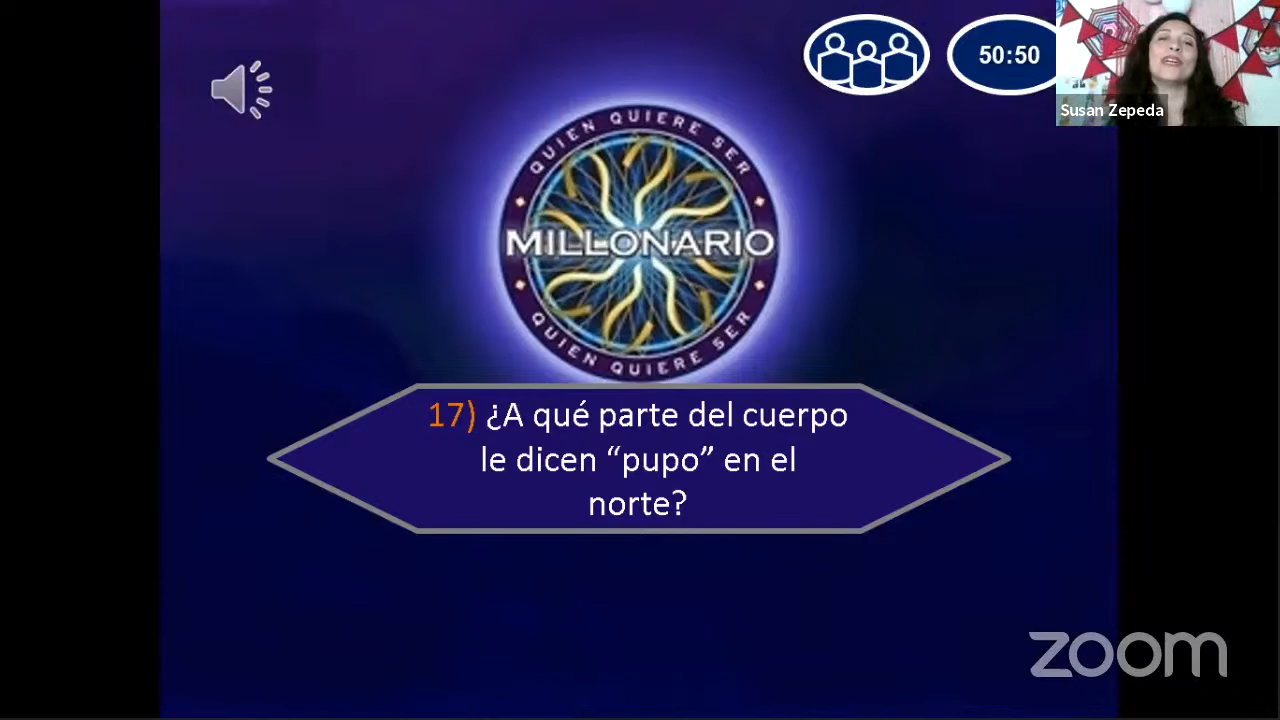 50:50
Susan Zepeda
QUIEN QUIERE SER
MILLONARIO
QUIEN QUIERE SER
17) ¿A qué parte del cuerpo
le dicen “pupo” en el
norte?
zoom